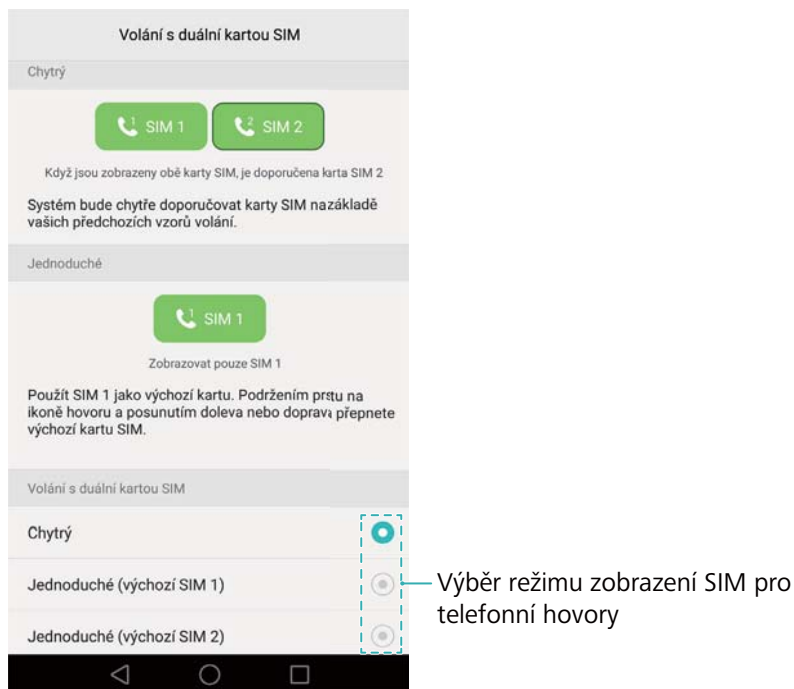 Volání s duální kartou SIM
Chytrý
1 SIM 1
2 SIM 2
Když jsou zobrazeny obě karty SIM, je doporučena karta SIM 2
Systém bude chytře doporučovat karty SIM nazákladě
vašich předchozích vzorů volání.
Jednoduché
1 SIM 1
Zobrazovat pouze SIM 1
Použít SIM 1 jako výchozí kartu. Podržením prstu na
ikoně hovoru a posunutím doleva nebo doprava přepnete
výchozí kartu SIM.
Volání s duální kartou SIM
Chytrý
Jednoduché (výchozí SIM 1)
Jednoduché (výchozí SIM 2)
Výběr režimu zobrazení SIM pro
telefonní hovory